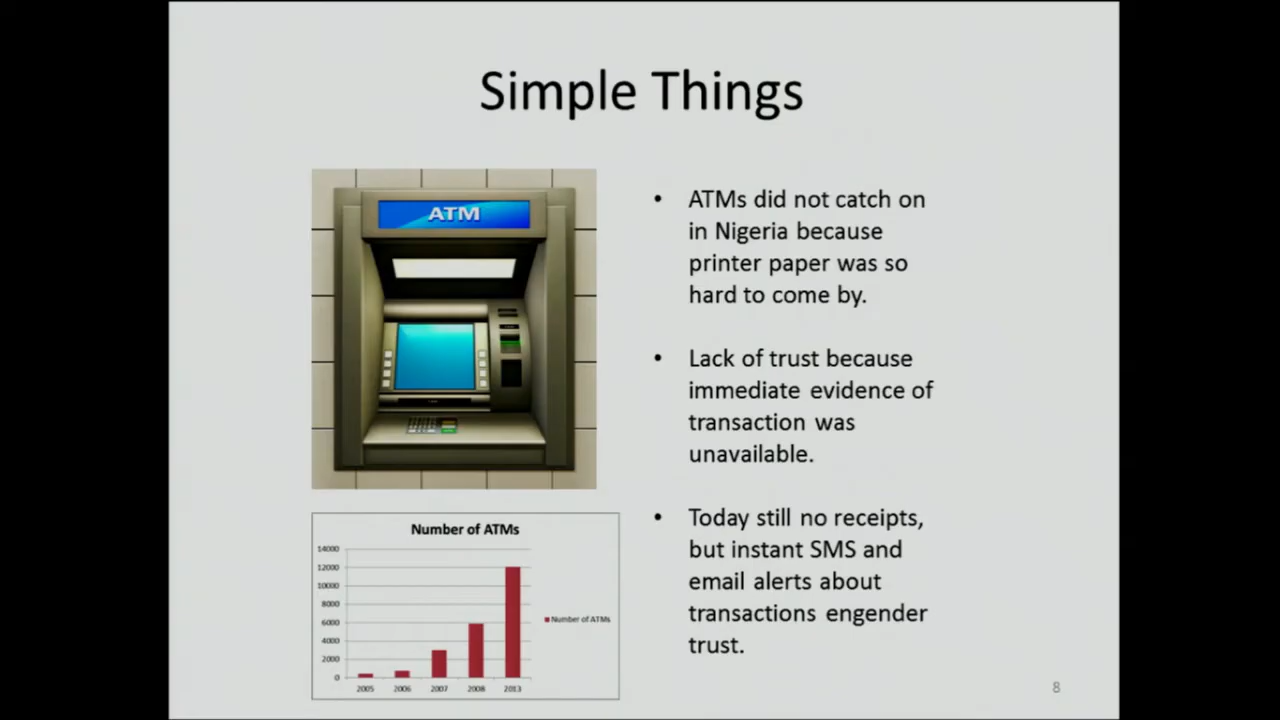 Simple Things
ATM
• ATMs did not catch on
in Nigeria because
printer paper was so
hard to come by.
• Lack of trust because
immediate evidence of
transaction was
unavailable.
• Today still no receipts,
but instant SMS and
email alerts about
transactions engender
trust.
Number of ATMs
14000
12000
10000
8000
6000
4000
2000
0
2005 2006 2007 2008 2013
Number of ATMs
8